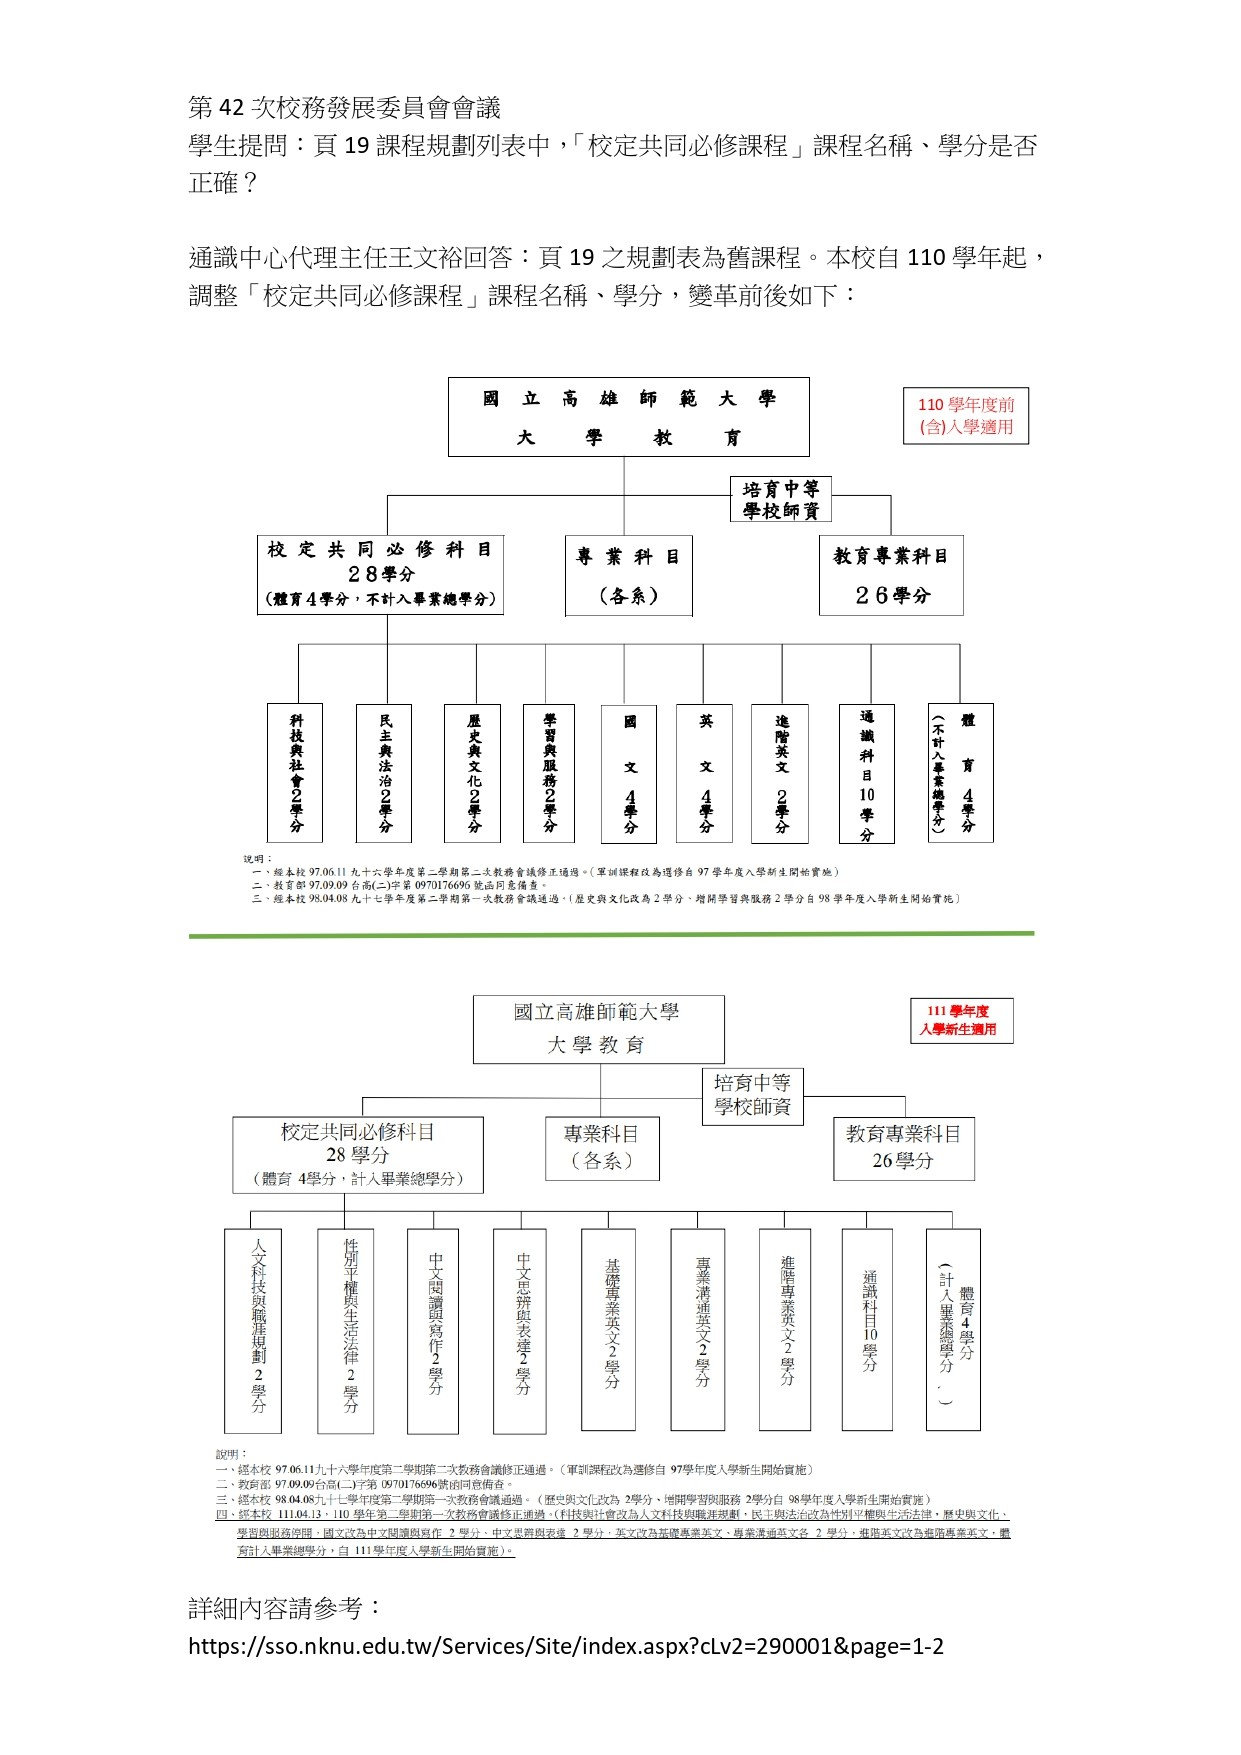 第 42 次校務發展委員會會議
學生提問：頁 19 課程規劃列表中，「校定共同必修課程」課程名稱、學分是否
正確？
通識中心代理主任王文裕回答：頁 19 之規劃表為舊課程。本校自 110 學年起，
調整「校定共同必修課程」課程名稱、學分，變革前後如下：
國立高雄師範大學
大學教育
110 學年度前
(含)入學適用
培育中等
學校師資
校定共同必修科目
28學分
（體育4學分，不計入畢業總學分）
專業科目
（各系）
教育專業科目
26學分
科技與社會2學分
民主與法治2學分
歷史與文化2學分
學習與服務2學分
國文 4學分
英文 4學分
進階英文 2學分
通識科目10學分
體育 4學分
（不計入畢業總學分）
說明：
一、經本校 97.06.11 九十六學年度第二學期第二次教務會議修正通過。（軍訓課程改為選修自 97 學年度入學新生開始實施）
二、教育部 97.09.09 台高(二)字第 0970176696 號函同意備查。
三、經本校 98.04.08 九十七學年度第二學期第一次教務會議通過。（歷史與文化改為 2 學分、增開學習與服務 2 學分自 98 學年度入學新生開始實施）
國立高雄師範大學
大學教育
111 學年度
入學新生適用
培育中等
學校師資
校定共同必修科目
28 學分
（體育 4學分，計入畢業總學分）
專業科目
（各系）
教育專業科目
26學分
人文科技與職涯規劃 2 學分
性別平權與生活法律 2 學分
中文閱讀與寫作2 學分
中文思辨與表達2 學分
基礎專業英文2 學分
專業溝通英文2 學分
進階專業英文2 學分
通識科目10 學分
體育4 學分
（計入畢業總學分．）
說明：
一、經本校 97.06.11九十六學年度第二學期第二次教務會議修正通過。（軍訓課程改為選修自 97學年度入學新生開始實施）
二、教育部 97.09.09台高(二)字第 0970176696號函同意備查。
三、經本校 98.04.08九十七學年度第二學期第一次教務會議通過。（歷史與文化改為 2學分、增開學習與服務 2學分自 98學年度入學新生開始實施）
四、經本校 111.04.13，110 學年第二學期第一次教務會議修正通過。（科技與社會改為人文科技與職涯規劃，民主與法治改為性別平權與生活法律，歷史與文化、
學習與服務停開，國文改為中文閱讀與寫作 2 學分、中文思辨與表達 2 學分，英文改為基礎專業英文、專業溝通英文各 2 學分，進階英文改為進階專業英文，體
育計入畢業總學分，自 111學年度入學新生開始實施）。
詳細內容請參考：
https://sso.nknu.edu.tw/Services/Site/index.aspx?cLv2=290001&page=1-2